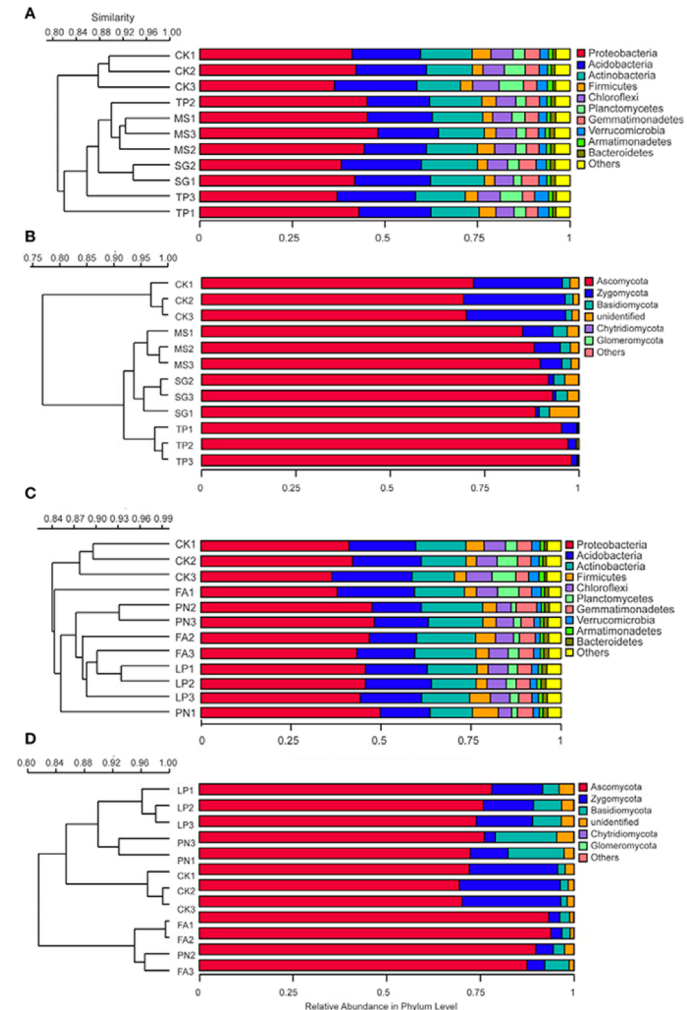 A
Similarity
0.80 0.84 0.88 0.92 0.96 1.00
CK1
CK2
CK3
TP2
MS1
MS3
MS2
SG2
SG1
TP3
TP1
Proteobacteria
Acidobacteria
Actinobacteria
Firmicutes
Chloroflexi
Planctomycetes
Gemmatimonadetes
Verrucomicrobia
Armatimonadetes
Bacteroidetes
Others
0 0.25 0.5 0.75 1
B
0.75 0.80 0.85 0.90 0.95 1.00
CK1
CK2
CK3
MS1
MS2
MS3
SG2
SG3
SG1
TP1
TP2
TP3
Ascomycota
Zygomycota
Basidiomycota
unidentified
Chytridiomycota
Glomeromycota
Others
0 0.25 0.5 0.75 1
C
0.84 0.87 0.90 0.93 0.96 0.99
CK1
CK2
CK3
FA1
PN2
PN3
FA2
FA3
LP1
LP2
LP3
PN1
Proteobacteria
Acidobacteria
Actinobacteria
Firmicutes
Chloroflexi
Planctomycetes
Gemmatimonadetes
Verrucomicrobia
Armatimonadetes
Bacteroidetes
Others
0 0.25 0.5 0.75 1
D
0.80 0.84 0.88 0.92 0.96 1.00
LP1
LP2
LP3
PN3
PN1
CK1
CK2
CK3
FA1
FA2
PN2
FA3
Ascomycota
Zygomycota
Basidiomycota
unidentified
Chytridiomycota
Glomeromycota
Others
0 0.25 0.5 0.75 1
Relative Abundance in Phylum Level